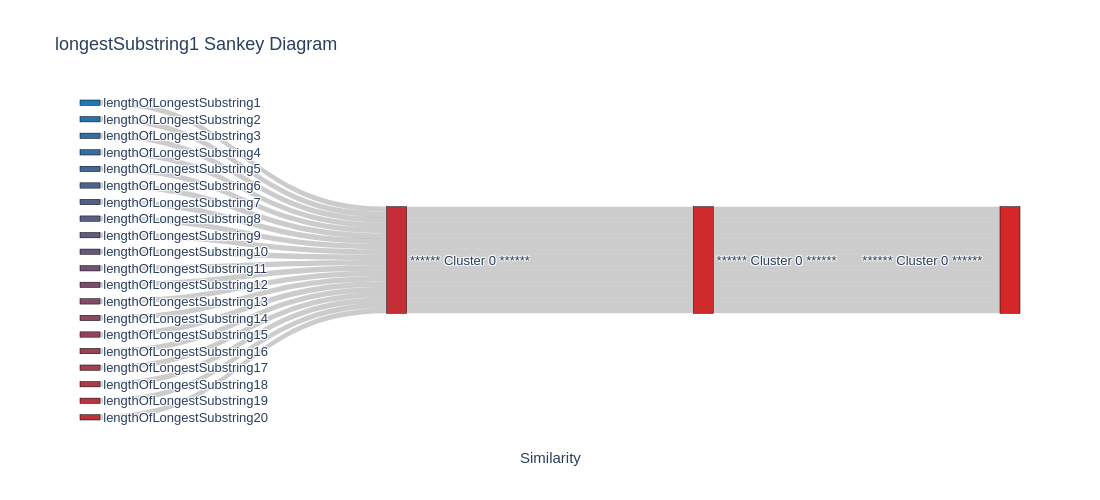 longestSubstring1 Sankey Diagram
lengthOfLongestSubstring1
lengthOfLongestSubstring2
lengthOfLongestSubstring3
lengthOfLongestSubstring4
lengthOfLongestSubstring5
lengthOfLongestSubstring6
lengthOfLongestSubstring7
lengthOfLongestSubstring8
lengthOfLongestSubstring9
lengthOfLongestSubstring10
lengthOfLongestSubstring11
lengthOfLongestSubstring12
lengthOfLongestSubstring13
lengthOfLongestSubstring14
lengthOfLongestSubstring15
lengthOfLongestSubstring16
lengthOfLongestSubstring17
lengthOfLongestSubstring18
lengthOfLongestSubstring19
lengthOfLongestSubstring20
****** Cluster 0 ******
****** Cluster 0 ******
****** Cluster 0 ******
Similarity